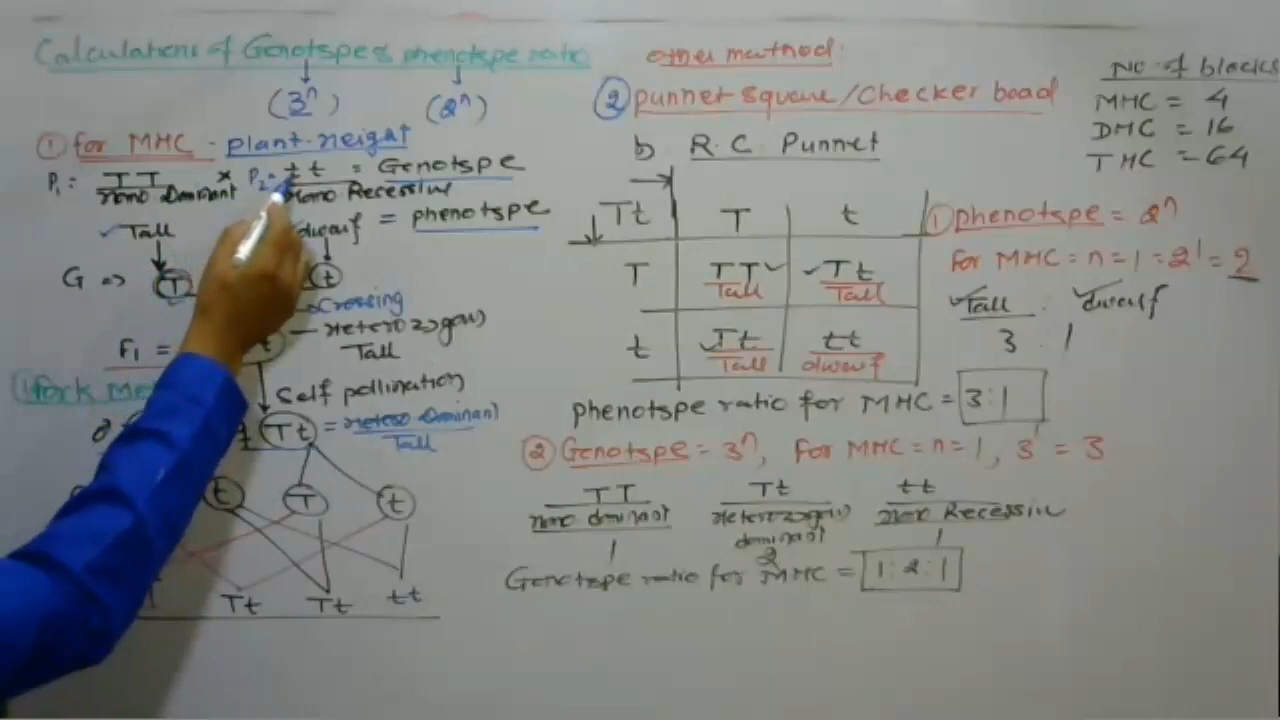 Calculations of Genotype & phenotype ratio
(3ⁿ) (2ⁿ)
① for MHC - plant height
P₁ = TT × P₂ = tt = Genotype
Homo Dominant Homo Recessive
Tall dwarf = phenotype
G => T t
Crossing
F₁ = t Heterozygous
Tall
Self pollination
Tt = Hetero Dominant
Tall
t T t
Tt Tt tt
other method:
② punnet square/Checker boad
R.C. Punnet
Tt T t
T TT Tt
Tall Tall
t Tt tt
Tall dwarf
No. of blocks
MHC = 4
DMC = 16
THC = 64
① phenotype = 2ⁿ
For MHC = n = 1 = 2¹ = 2
Tall : dwarf
3 : 1
phenotype ratio for MHC = 3:1
② Genotype = 3ⁿ, for MHC = n = 1, 3¹ = 3
TT Tt tt
Homo dominant Heterozygous Homo Recessive
dominant
1 2 1
Genotype ratio for MHC = 1:2:1